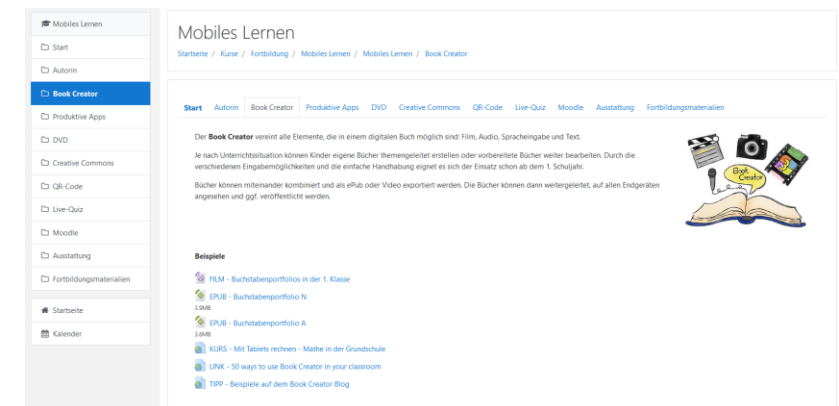 Mobiles Lernen
Start
Autorin
Book Creator
Produktive Apps
DVD
Creative Commons
QR-Code
Live-Quiz
Moodle
Ausstattung
Fortbildungsmaterialien
Startseite
Kalender
Mobiles Lernen
Startseite / Kurse / Fortbildung / Mobiles Lernen / Mobiles Lernen / Book Creator
Start Autorin Book Creator Produktive Apps DVD Creative Commons QR-Code Live-Quiz Moodle Ausstattung Fortbildungsmaterialien
Der Book Creator vereint alle Elemente, die in einem digitalen Buch möglich sind: Film, Audio, Spracheingabe und Text.
Je nach Unterrichtssituation können Kinder eigene Bücher themengeleitet erstellen oder vorbereitete Bücher weiter bearbeiten. Durch die
verschiedenen Eingabemöglichkeiten und die einfache Handhabung eignet es sich der Einsatz schon ab dem 1. Schuljahr.
Bücher können miteinander kombiniert und als ePub oder Video exportiert werden. Die Bücher können dann weitergeleitet, auf allen Endgeräten
angesehen und ggf. veröffentlicht werden.
Book
Creator
Beispiele
FILM - Buchstabenportfolios in der 1. Klasse
EPUB - Buchstabenportfolio N
3.9MB
EPUB - Buchstabenportfolio A
3.6MB
KURS - Mit Tablets rechnen - Mathe in der Grundschule
LINK - 50 ways to use Book Creator in your classroom
TIPP - Beispiele auf dem Book Creator Blog